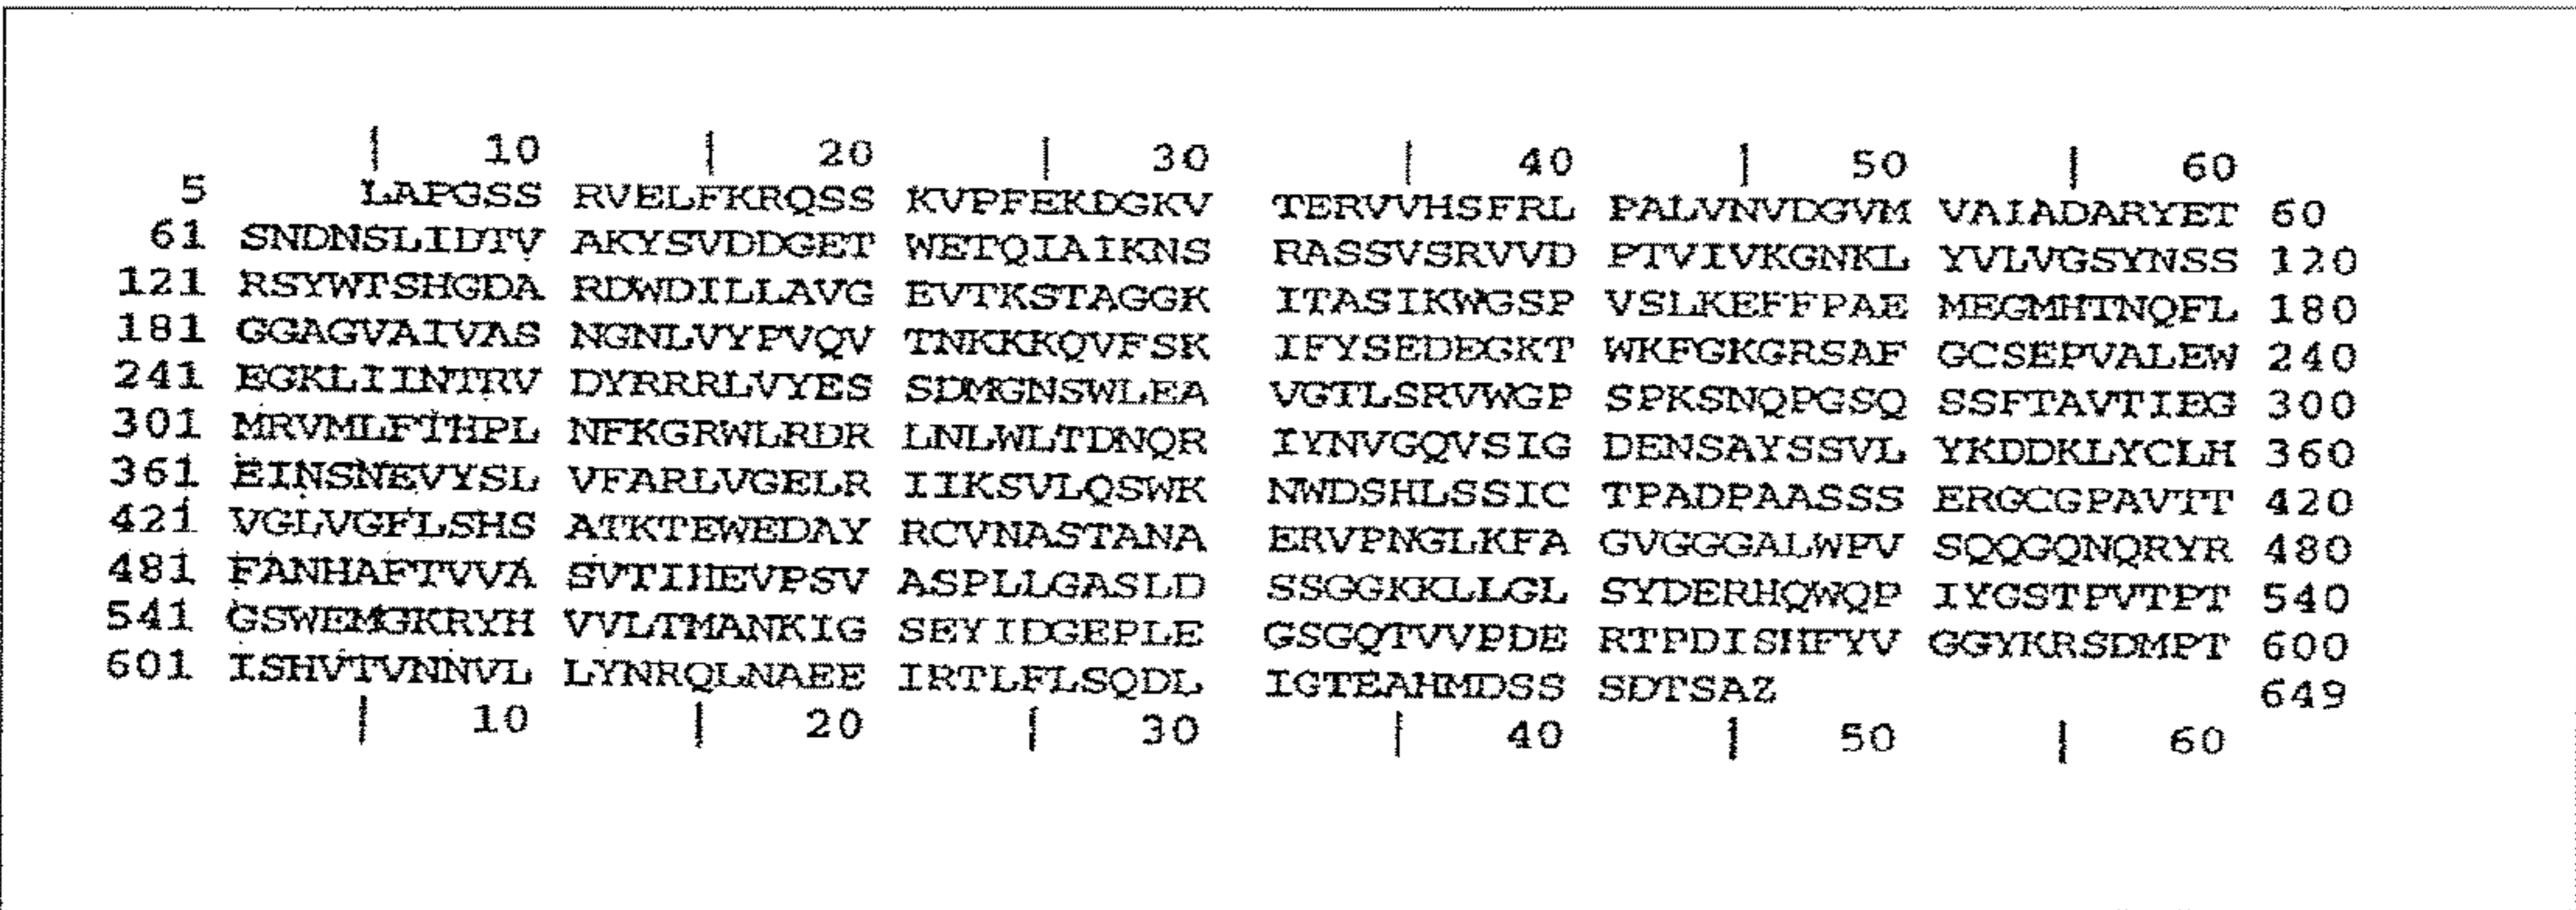 | 10 | 20 | 30 | 40 | 50 | 60
5 LAPGSS RVELFKRQSS KVPFEKDGKV TERVVHSFRL PALVNVDGVM VAIADARYET 60
61 SNDNSLIDTV AKYSVDDGET WETQIAIKNS RASSVSRVVD PTVIVKGNKL YVLVGSYNSS 120
121 RSYWTSHGDA RDWDILLAVG EVTKSTAGGK ITASIKWGSP VSLKEFFPAE MEGMHTNQFL 180
181 GGAGVAIVAS NGNLVYPVQV TNKKKQVFSK IFYSEDEGKT WKFGKGRSAF GCSEPVALEW 240
241 EGKLIINTRV DYRRRLVYES SDMGNSWLEA VGTLSRVWGP SPKSNQPGSQ SSFTAVTIEG 300
301 MRVMLFTHPL NFKGRWLRDR LNLWLTDNQR IYNVGQVSIG DENSAYSSVL YKDDKLYCLH 360
361 EINSNEVYSL VFARLVGELR IIKSVLQSWK NWDSHLSSIC TPADPAASSS ERGCGPAVTT 420
421 VGLVGFLSHS ATKTEWEDAY RCVNASTANA ERVPNGLKFA GVGGGALWPV SQQGQNQRYR 480
481 FANHAFTVVA SVTIHEVPSV ASPLLGASLD SSGGKKLLGL SYDERHQWQP IYGSTPVTPT 540
541 GSWEMGKRYH VVLTMANKIG SEYIDGEPLE GSGQTVVPDE RTPDISHFYV GGYKRSDMPT 600
601 ISHVTVNNVL LYNRQLNAEE IRTLFLSQDL IGTEAHMDSS SDTSAZ 649
| 10 | 20 | 30 | 40 | 50 | 60